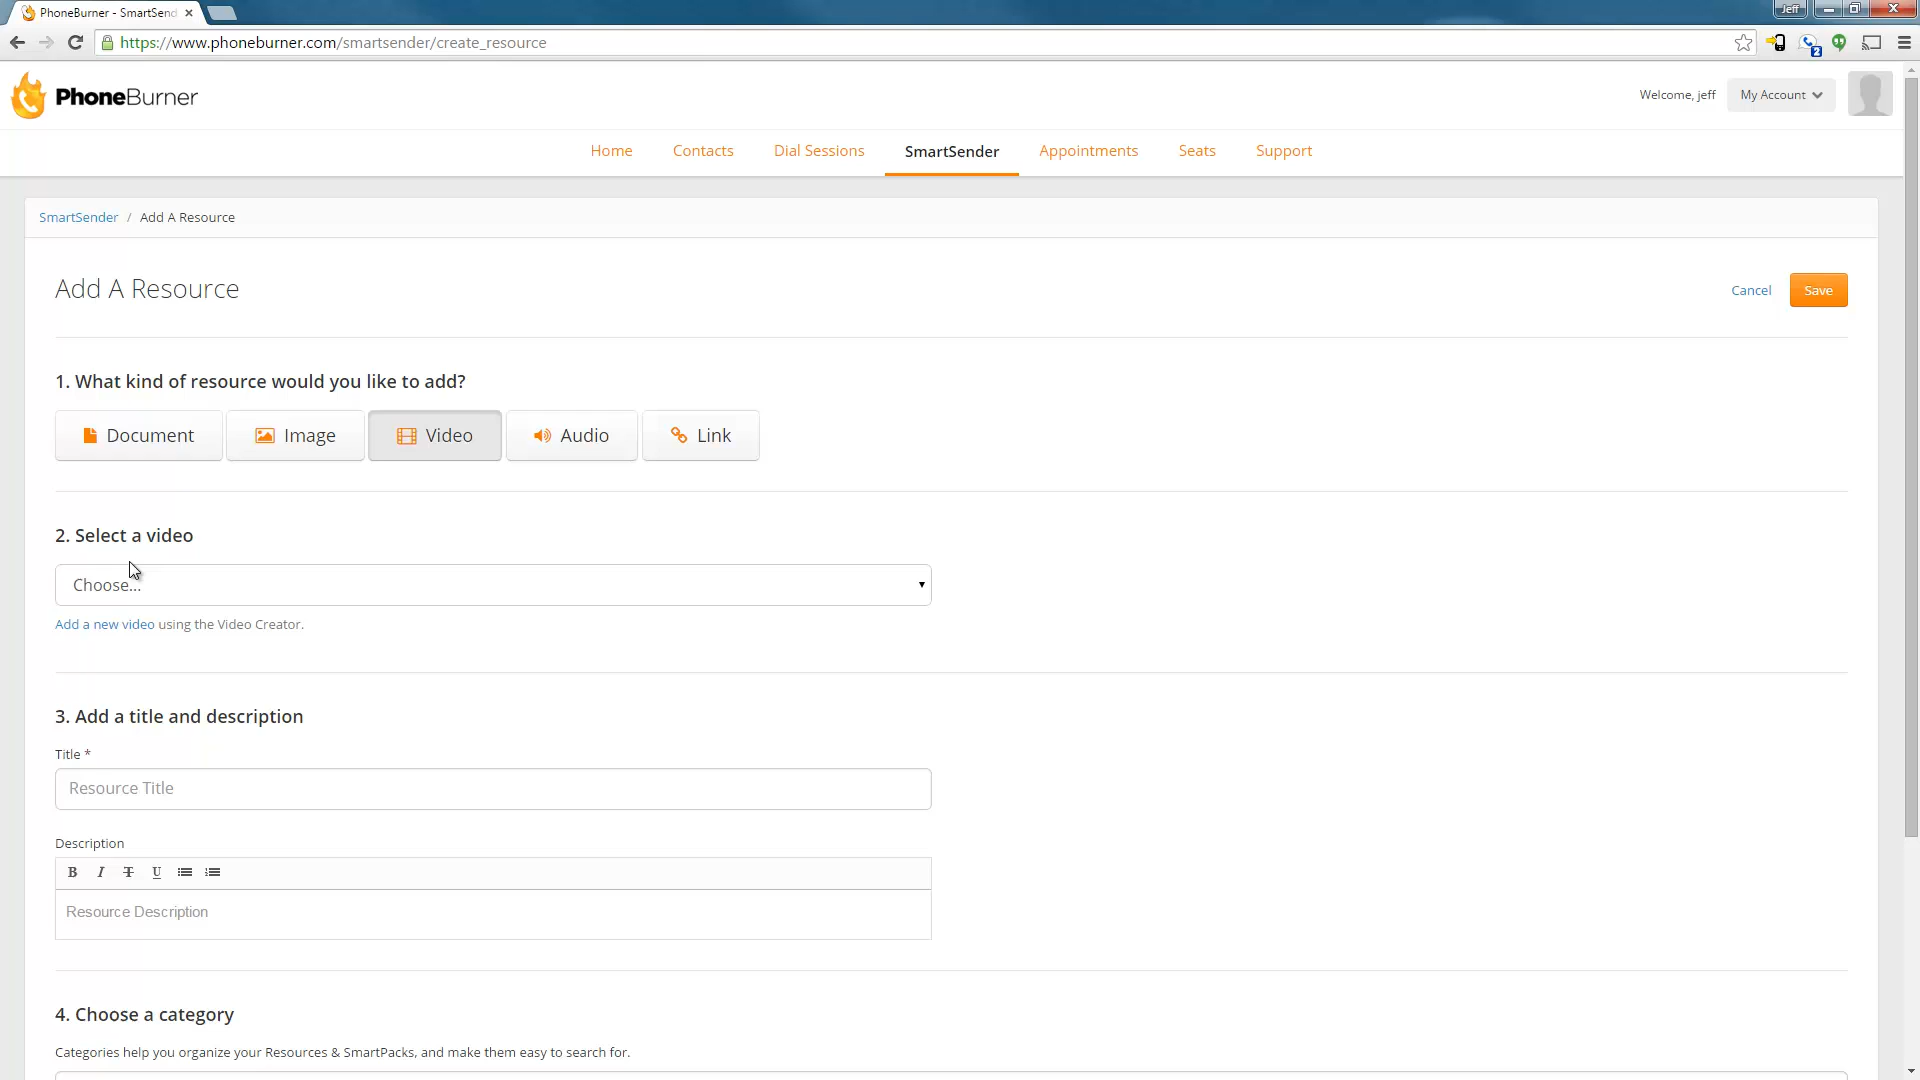 PhoneBurner - SmartSend
Jeff
https://www.phoneburner.com/smartsender/create_resource
2
PhoneBurner
Welcome, jeff
My Account
Home
Contacts
Dial Sessions
SmartSender
Appointments
Seats
Support
SmartSender / Add A Resource
Add A Resource
Cancel
Save
1. What kind of resource would you like to add?
Document
Image
Video
Audio
Link
2. Select a video
Choose...
Add a new video using the Video Creator.
3. Add a title and description
Title *
Resource Title
Description
B I T U
Resource Description
4. Choose a category
Categories help you organize your Resources & SmartPacks, and make them easy to search for.